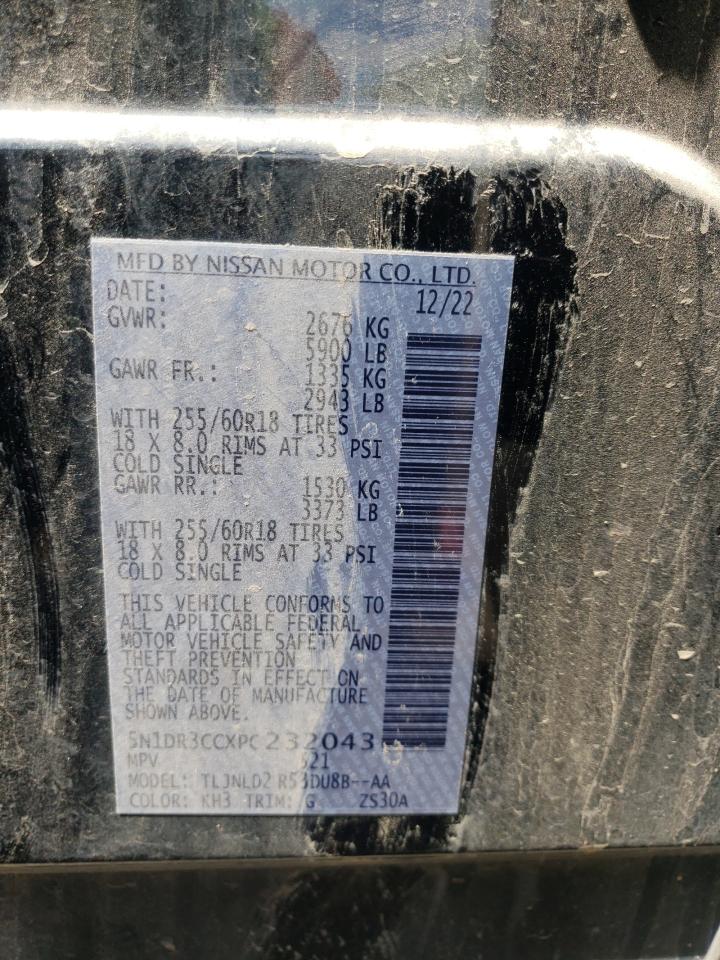 MFD BY NISSAN MOTOR CO., LTD.
DATE: 12/22
GVWR: 2676 KG
5900 LB
GAWR FR.: 1335 KG
2943 LB
WITH 255/60R18 TIRES
18 X 8.0 RIMS AT 33 PSI
COLD SINGLE
GAWR RR.: 1530 KG
3373 LB
WITH 255/60R18 TIRES
18 X 8.0 RIMS AT 33 PSI
COLD SINGLE
THIS VEHICLE CONFORMS TO
ALL APPLICABLE FEDERAL
MOTOR VEHICLE SAFETY AND
THEFT PREVENTION
STANDARDS IN EFFECT ON
THE DATE OF MANUFACTURE
SHOWN ABOVE.
5N1DR3CCXPC232043
MPV
MODEL: TLJNLD2 R53DU8B--AA
COLOR: KH3 TRIM: G ZS30A